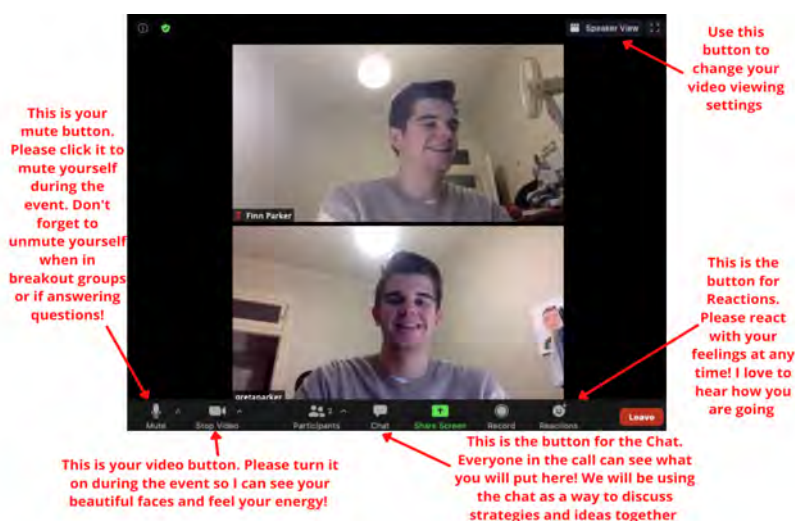 Speaker View
Use this
button to
change your
video viewing
settings
This is your
mute button.
Please click it to
mute yourself
during the
event. Don't
forget to
unmute yourself
when in
breakout groups
or if answering
questions!
Finn Parker
gretaparker
This is the
button for
Reactions.
Please react
with your
feelings at any
time! I love to
hear how you
are going
Mute
Stop Video
Participants
2
Chat
Share Screen
Record
Reactions
Leave
This is your video button. Please turn it
on during the event so I can see your
beautiful faces and feel your energy!
This is the button for the Chat.
Everyone in the call can see what
you will put here! We will be using
the chat as a way to discuss
strategies and ideas together